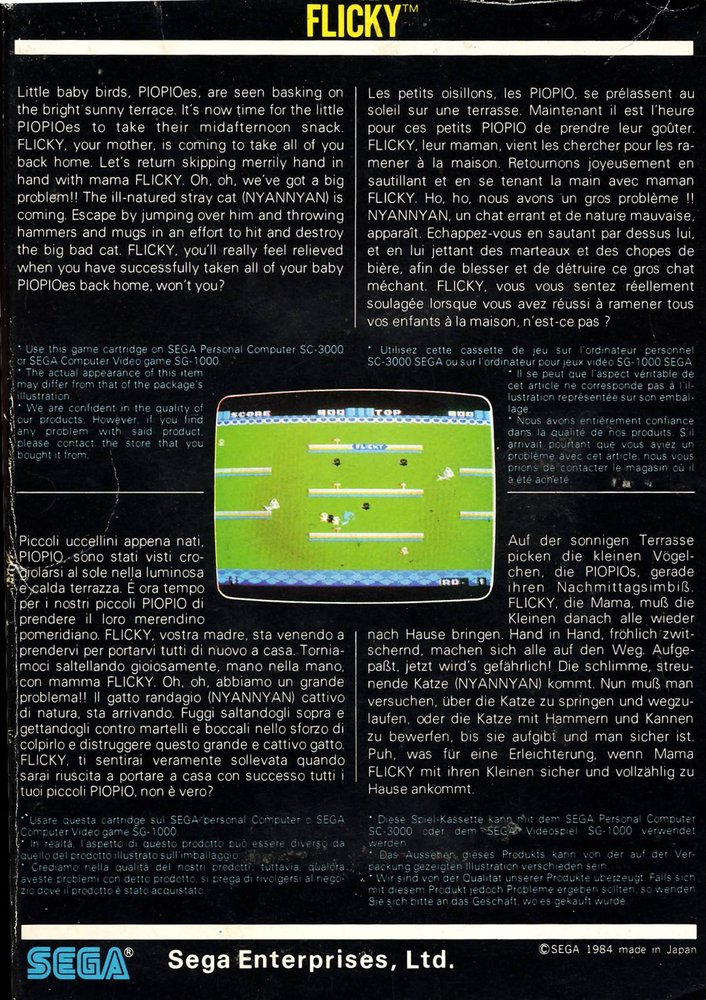 FLICKY™
Little baby birds, PIOPIOes, are seen basking on
the bright sunny terrace. It's now time for the little
PIOPIOes to take their midafternoon snack.
FLICKY, your mother, is coming to take all of you
back home. Let's return skipping merrily hand in
hand with mama FLICKY. Oh, oh, we've got a big
problem!! The ill-natured stray cat (NYANNYAN) is
coming. Escape by jumping over him and throwing
hammers and mugs in an effort to hit and destroy
the big bad cat. FLICKY, you'll really feel relieved
when you have successfully taken all of your baby
PIOPIOes back home, won't you?
* Use this game cartridge on SEGA Personal Computer SC-3000
or SEGA Computer Video game SG-1000.
* The actual appearance of this item
may differ from that of the package's
illustration.
* We are confident in the quality of
our products. However, if you find
any problem with said product,
please contact the store that you
bought it from.
Les petits oisillons, les PIOPIO, se prélassent au
soleil sur une terrasse. Maintenant il est l'heure
pour ces petits PIOPIO de prendre leur goûter.
FLICKY, leur maman, vient les chercher pour les ra-
mener à la maison. Retournons joyeusement en
sautillant et en se tenant la main avec maman
FLICKY. Ho, ho, nous avons un gros problème !!
NYANNYAN, un chat errant et de nature mauvaise,
apparaît. Echappez-vous en sautant par dessus lui,
et en lui jettant des marteaux et des chopes de
bière, afin de blesser et de détruire ce gros chat
méchant. FLICKY, vous vous sentez réellement
soulagée lorsque vous avez réussi à ramener tous
vos enfants à la maison, n'est-ce pas ?
* Utilisez cette cassette de jeu sur l'ordinateur personnel
SC-3000 SEGA ou sur l'ordinateur pour jeux vidéo SG-1000 SEGA
* Il se peut que l'aspect véritable de
cet article ne corresponde pas à l'il-
lustration représentée sur son embal-
lage.
* Nous avons entièrement confiance
dans la qualité de nos produits. S'il
arrivait pourtant que vous ayiez un
problème avec cet article, nous vous
prions de contacter le magasin où il
a été acheté.
SCORE 000 TOP 000
FLICKY
RD- 1
Piccoli uccellini appena nati,
PIOPIO, sono stati visti cro-
giolarsi al sole nella luminosa
e calda terrazza. È ora tempo
per i nostri piccoli PIOPIO di
prendere il loro merendino
pomeridiano. FLICKY, vostra madre, sta venendo a
prendervi per portarvi tutti di nuovo a casa. Tornia-
moci saltellando gioiosamente, mano nella mano,
con mamma FLICKY. Oh, oh, abbiamo un grande
problema!! Il gatto randagio (NYANNYAN) cattivo
di natura, sta arrivando. Fuggi saltandogli sopra e
gettandogli contro martelli e boccali nello sforzo di
colpirlo e distruggere questo grande e cattivo gatto.
FLICKY, ti sentirai veramente sollevata quando
sarai riuscita a portare a casa con successo tutti i
tuoi piccoli PIOPIO, non è vero?
* Usare questa cartridge sul SEGA personal Computer o SEGA
Computer Video game SG-1000.
* In realtà, l'aspetto di questo prodotto può essere diverso da
quello del prodotto illustrato sull'imballaggio.
* Crediamo nella qualità dei nostri prodotti, tuttavia, qualora
aveste problemi con detto prodotto, si prega di rivolgersi al nego-
zio dove il prodotto è stato acquistato.
Auf der sonnigen Terrasse
picken die kleinen Vögel-
chen, die PIOPIOs, gerade
ihren Nachmittagsimbiß.
FLICKY, die Mama, muß die
Kleinen danach alle wieder
nach Hause bringen. Hand in Hand, fröhlich zwit-
schernd, machen sich alle auf den Weg. Aufge-
paßt, jetzt wird's gefährlich! Die schlimme, streu-
nende Katze (NYANNYAN) kommt. Nun muß man
versuchen, über die Katze zu springen und wegzu-
laufen, oder die Katze mit Hammern und Kannen
zu bewerfen, bis sie aufgibt und man sicher ist.
Puh, was für eine Erleichterung, wenn Mama
FLICKY mit ihren Kleinen sicher und vollzählig zu
Hause ankommt.
* Diese Spiel-Kassette kann mit dem SEGA Personal Computer
SC-3000 oder dem SEGA Videospiel SG-1000 verwendet
werden.
* Das Aussehen dieses Produkts kann von der auf der Ver-
packung gezeigten Illustration verschieden sein.
* Wir sind von der Qualität unserer Produkte überzeugt. Falls sich
mit diesem Produkt jedoch Probleme ergeben sollten, so wenden
Sie sich bitte an das Geschäft, wo es gekauft wurde.
SEGA®
Sega Enterprises, Ltd.
©SEGA 1984 made in Japan